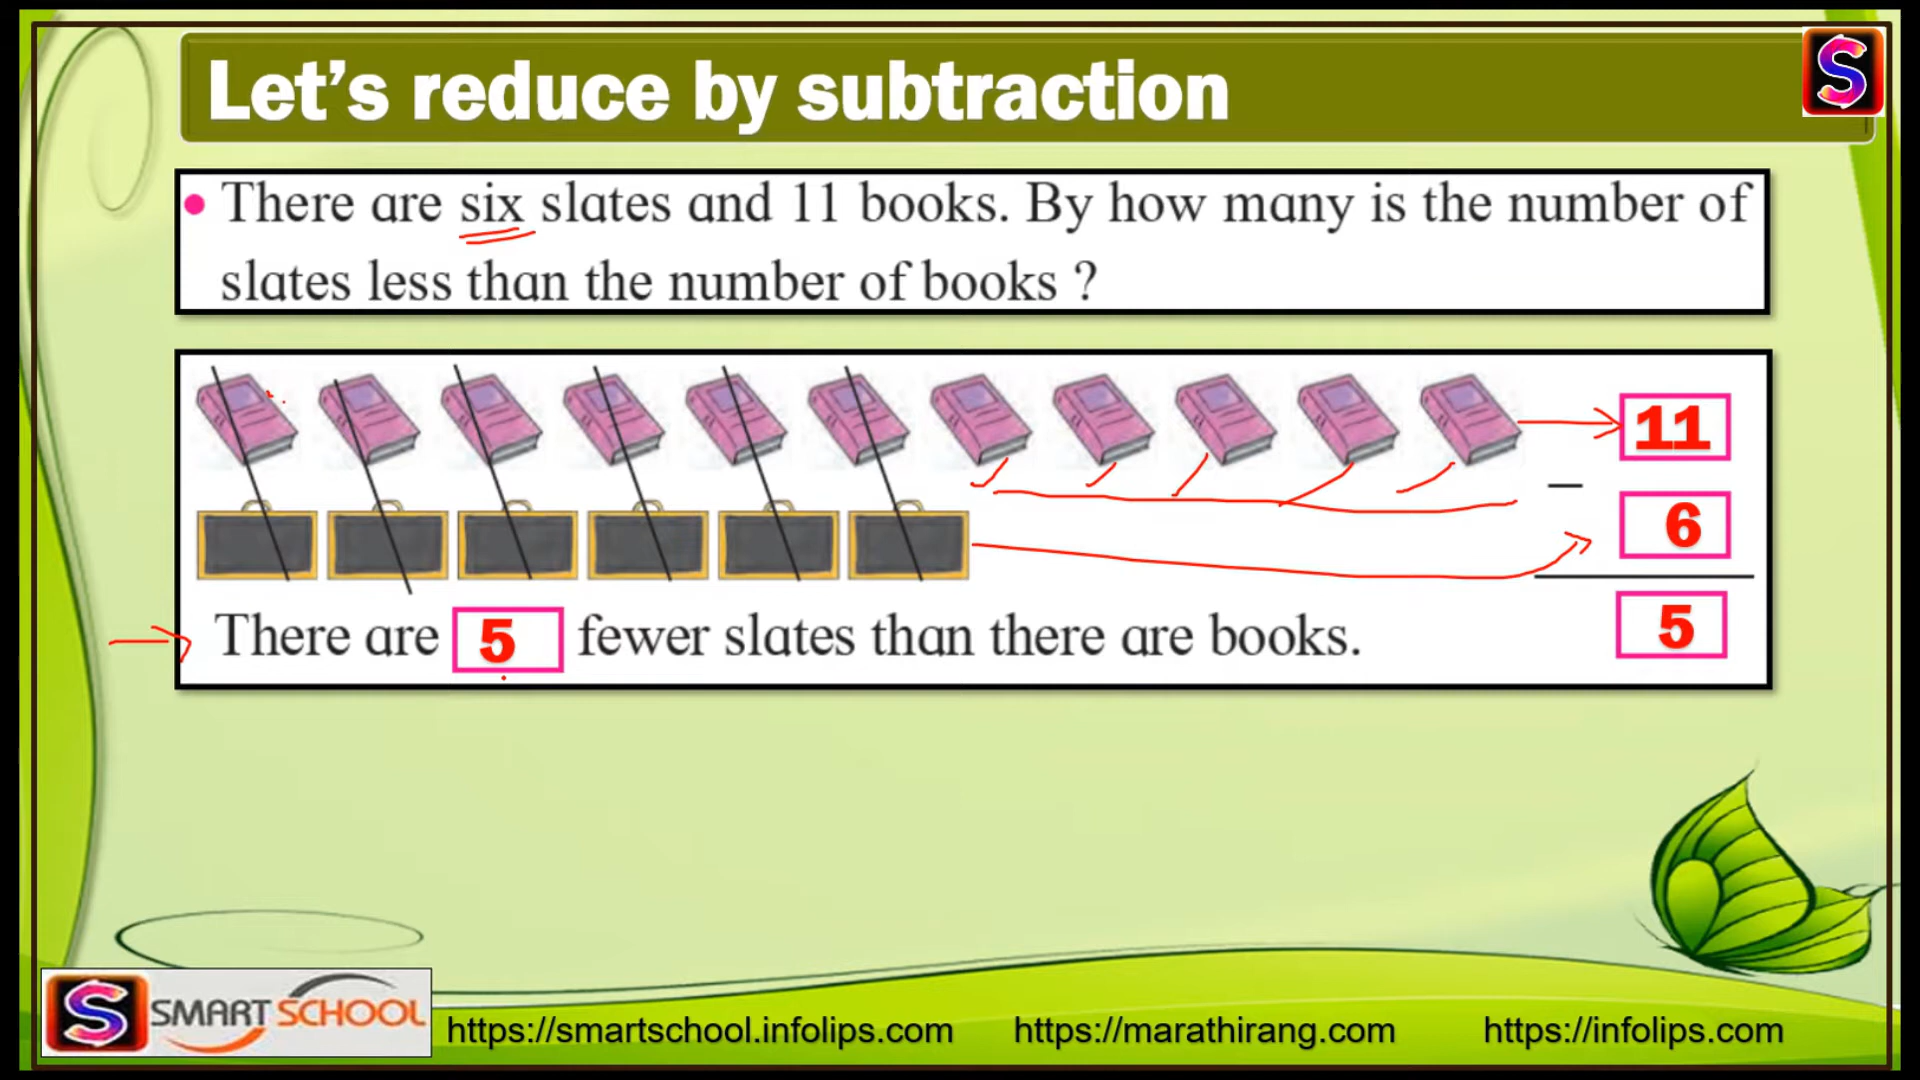 Let's reduce by subtraction
S
• There are six slates and 11 books. By how many is the number of
slates less than the number of books ?
11
–
6
There are 5 fewer slates than there are books.
5
S SMART SCHOOL
https://smartschool.infolips.com
https://marathirang.com
https://infolips.com